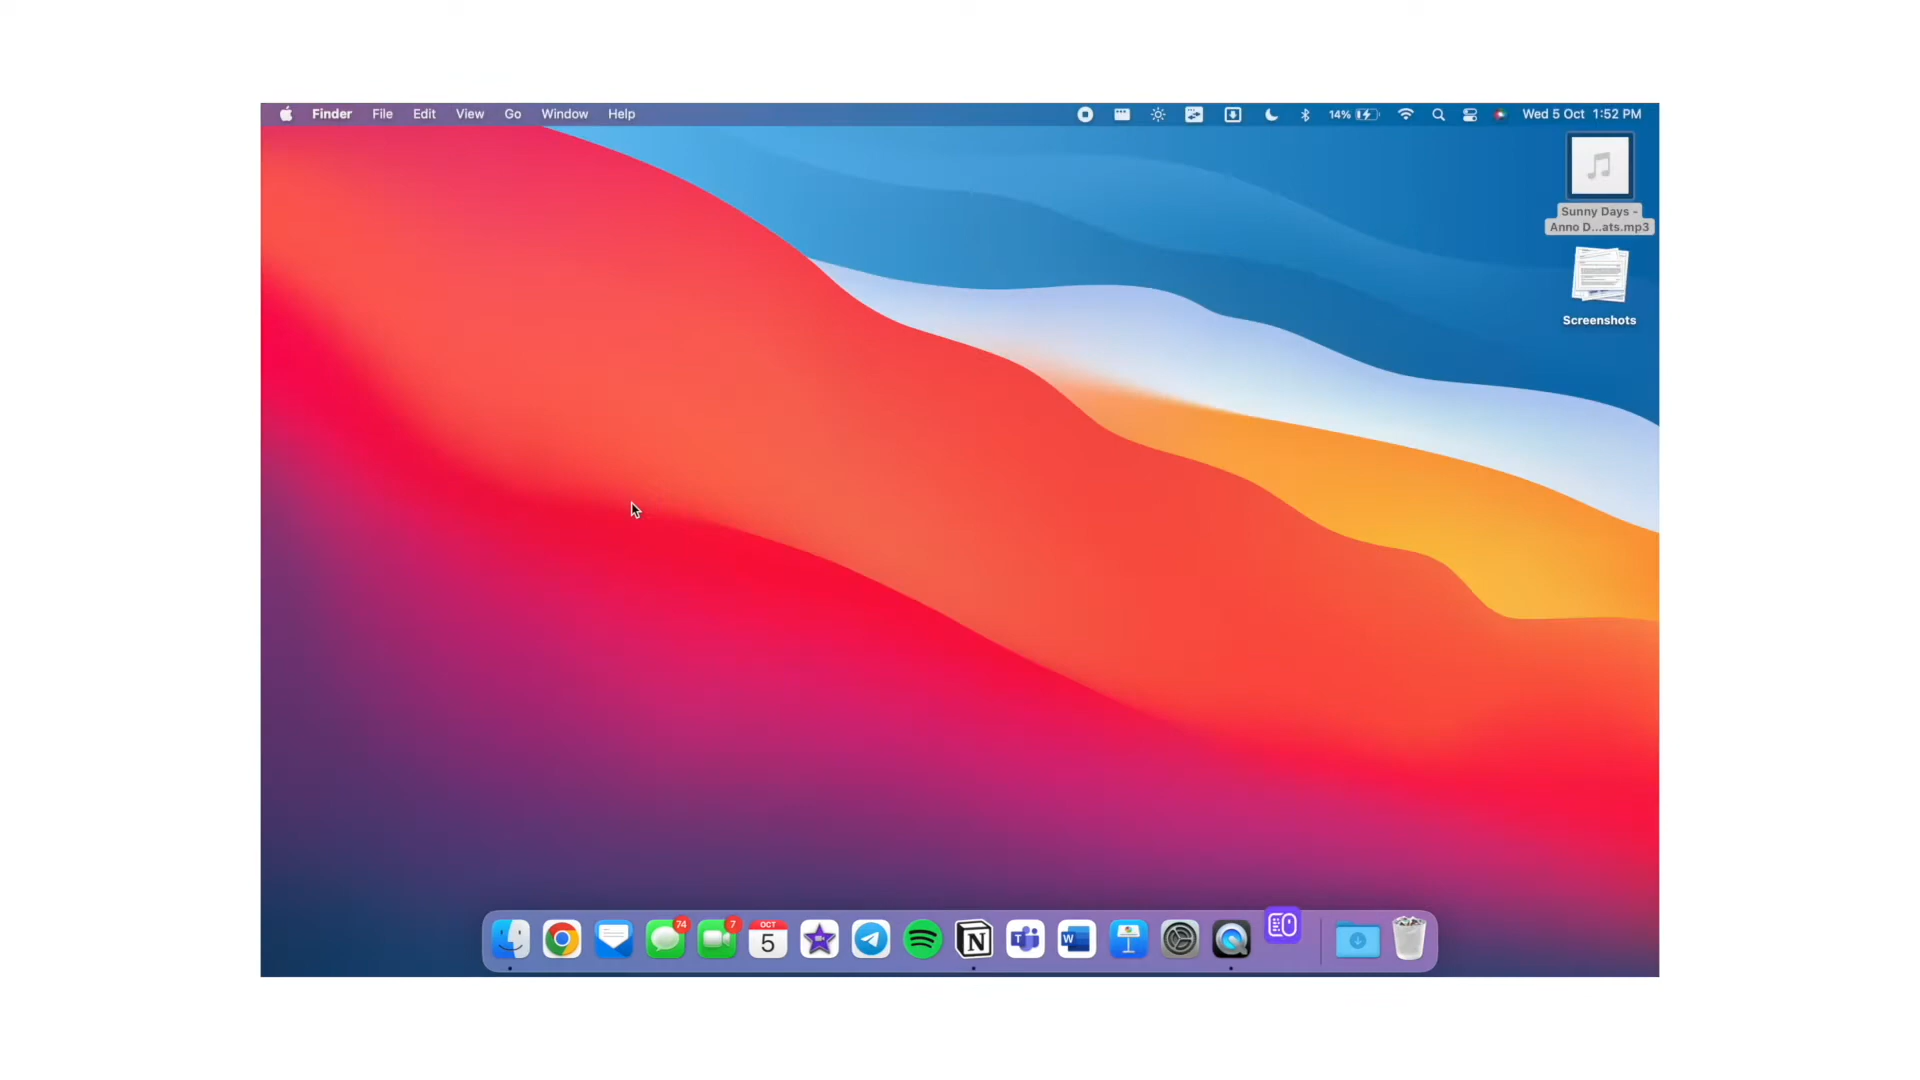 Finder File Edit View Go Window Help 14% Wed 5 Oct 1:52 PM
Sunny Days -
Anno D...ats.mp3
Screenshots
74 7 OCT
5 N T W